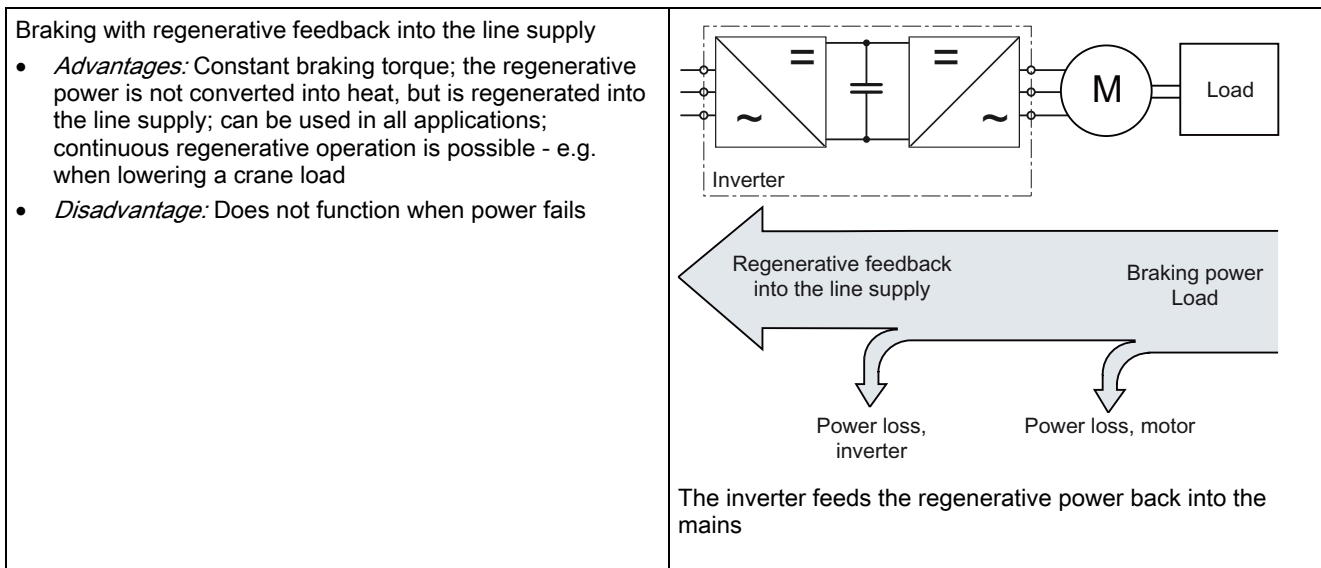 Braking with regenerative feedback into the line supply
• Advantages: Constant braking torque; the regenerative
power is not converted into heat, but is regenerated into
the line supply; can be used in all applications;
continuous regenerative operation is possible - e.g.
when lowering a crane load
• Disadvantage: Does not function when power fails
=
~
=
~
M
Load
Inverter
Regenerative feedback
into the line supply
Braking power
Load
Power loss,
inverter
Power loss, motor
The inverter feeds the regenerative power back into the
mains